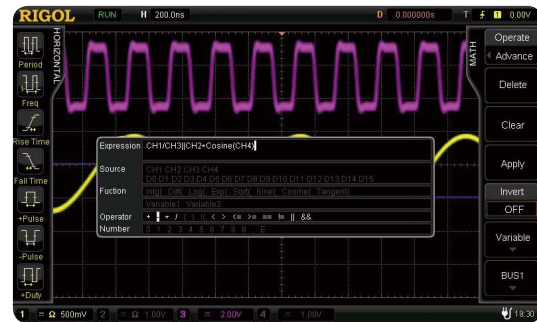 RIGOL RUN H 200.0ns D 0.000000s T 1 0.00V
HORIZONTAL
Period
Freq
Rise Time
Fall Time
+Pulse
-Pulse
+Duty
MATH
Operate
Advance
Delete
Clear
Apply
Invert
OFF
Variable
BUS1
Expression CH1/CH3||CH2+Cosine(CH4)
Source CH1 CH2 CH3 CH4
D0 D1 D2 D3 D4 D5 D6 D7 D8 D9 D10 D11 D12 D13 D14 D15
Fuction Intg( Diff( Log( Exp( Sqrt( Sine( Cosine( Tangent(
Variable1 Variable2
Operator + - * / ( ) !( < > <= >= == != || &&
Number 0 1 2 3 4 5 6 7 8 9 . E
1 = Ω 500mV 2 = Ω 1.00V 3 = 2.00V 4 = 1.00V 19:30